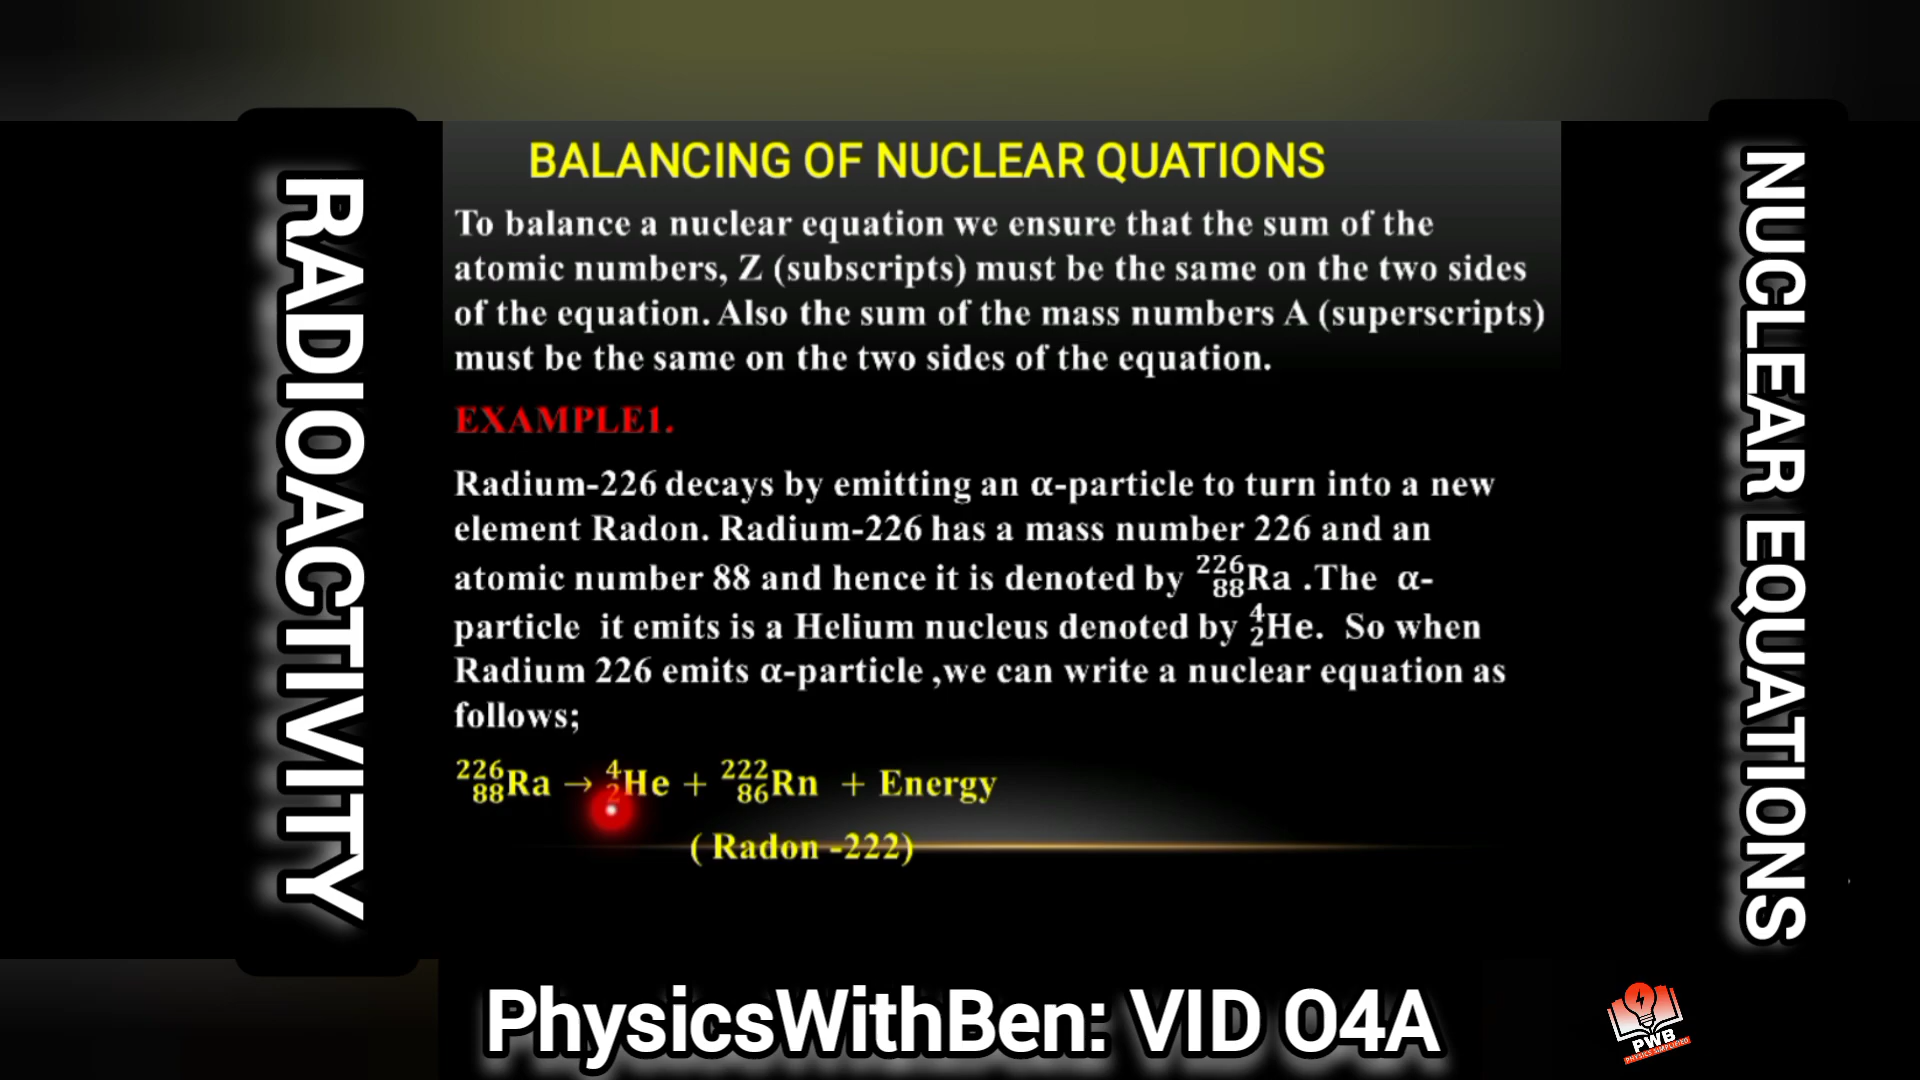 RADIOACTIVITY
BALANCING OF NUCLEAR QUATIONS
To balance a nuclear equation we ensure that the sum of the
atomic numbers, Z (subscripts) must be the same on the two sides
of the equation. Also the sum of the mass numbers A (superscripts)
must be the same on the two sides of the equation.
EXAMPLE1.
Radium-226 decays by emitting an α-particle to turn into a new
element Radon. Radium-226 has a mass number 226 and an
atomic number 88 and hence it is denoted by ²²⁶₈₈Ra .The α-
particle it emits is a Helium nucleus denoted by ⁴₂He. So when
Radium 226 emits α-particle ,we can write a nuclear equation as
follows;
²²⁶₈₈Ra → ⁴₂He + ²²²₈₆Rn + Energy
( Radon -222)
NUCLEAR EQUATIONS
PhysicsWithBen: VID O4A
PWB
PHYSICS SIMPLIFIED